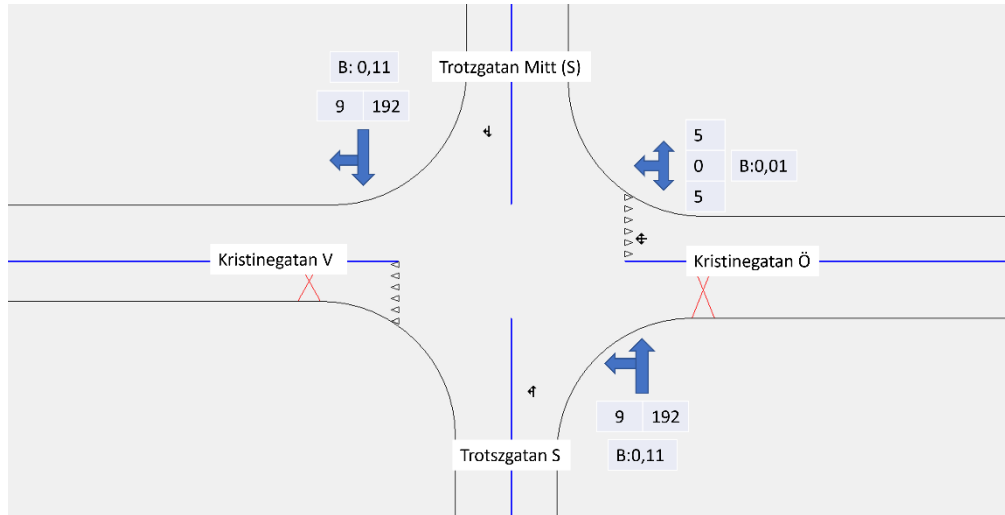 B: 0,11
Trotzgatan Mitt (S)
9 192
5
0 B:0,01
5
Kristinegatan V
Kristinegatan Ö
9 192
B:0,11
Trotszgatan S